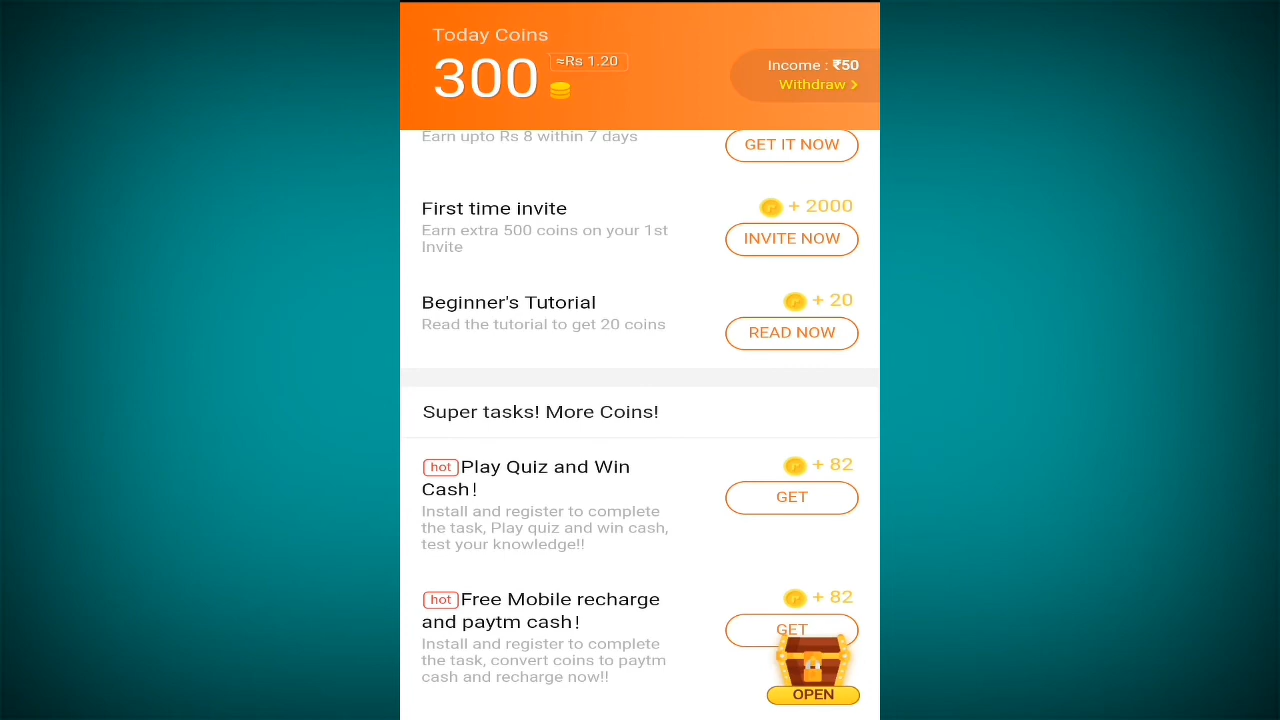 Today Coins
300 ≈Rs 1.20
Income : ₹50
Withdraw >
Earn upto Rs 8 within 7 days
GET IT NOW
First time invite
+ 2000
Earn extra 500 coins on your 1st
Invite
INVITE NOW
Beginner's Tutorial
+ 20
Read the tutorial to get 20 coins
READ NOW
Super tasks! More Coins!
hot Play Quiz and Win
Cash!
+ 82
GET
Install and register to complete
the task, Play quiz and win cash,
test your knowledge!!
hot Free Mobile recharge
and paytm cash!
+ 82
GET
Install and register to complete
the task, convert coins to paytm
cash and recharge now!!
OPEN